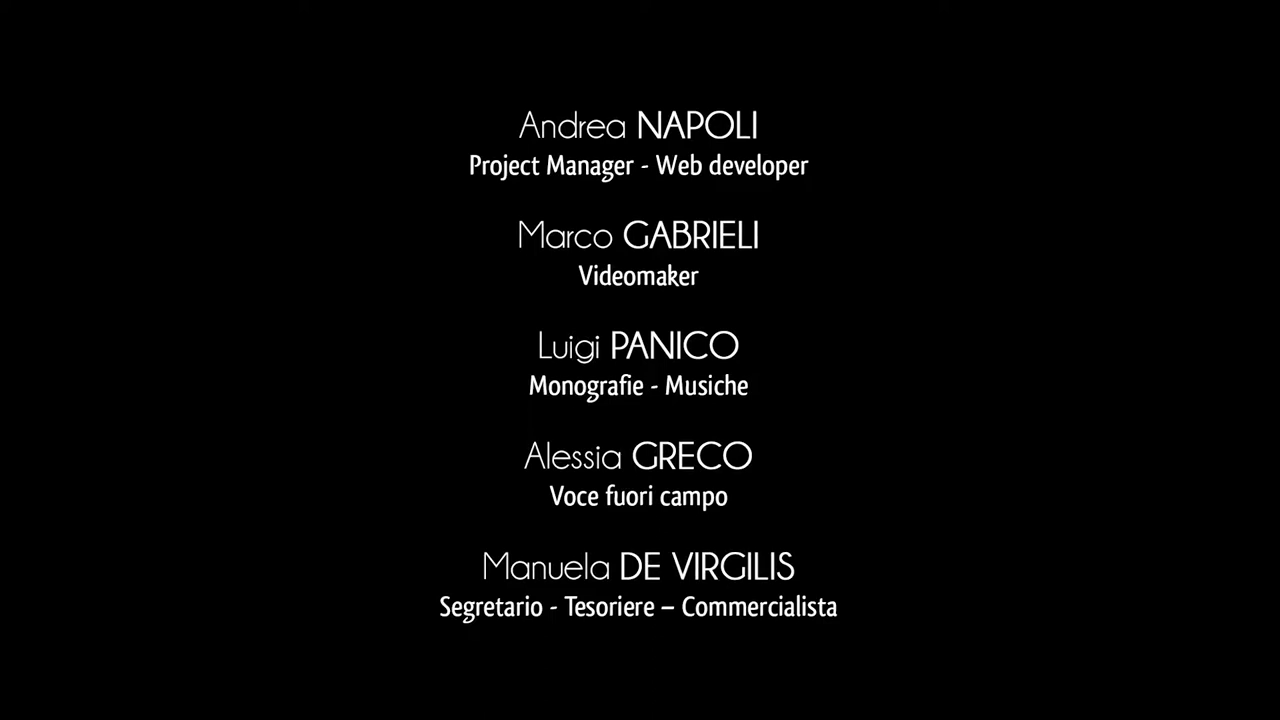 Andrea NAPOLI
Project Manager - Web developer
Marco GABRIELI
Videomaker
Luigi PANICO
Monografie - Musiche
Alessia GRECO
Voce fuori campo
Manuela DE VIRGILIS
Segretario - Tesoriere – Commercialista